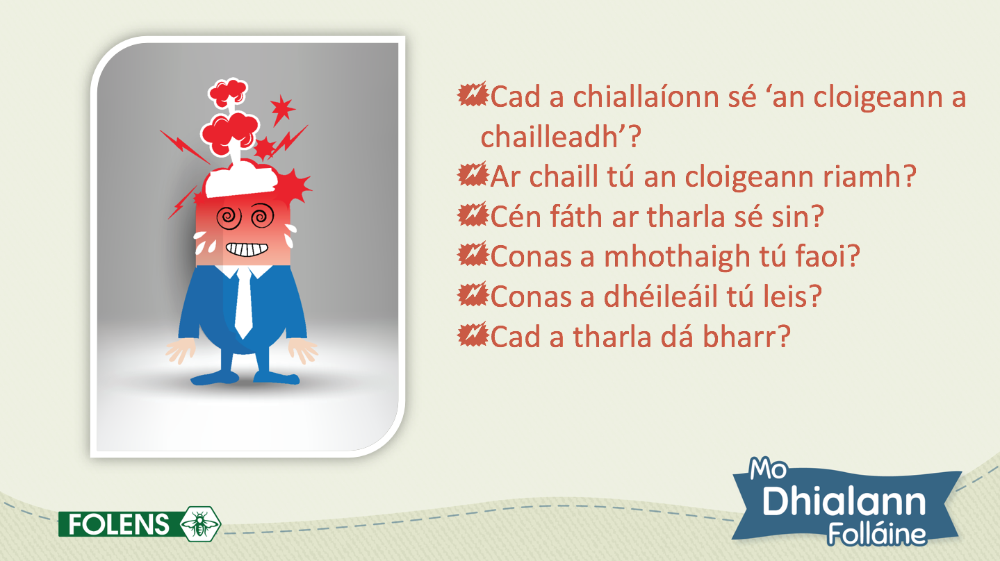 Cad a chiallaíonn sé ‘an cloigeann a
chailleadh’?
Ar chaill tú an cloigeann riamh?
Cén fáth ar tharla sé sin?
Conas a mhothaigh tú faoi?
Conas a dhéileáil tú leis?
Cad a tharla dá bharr?
FOLENS
Mo
Dhialann
Folláine